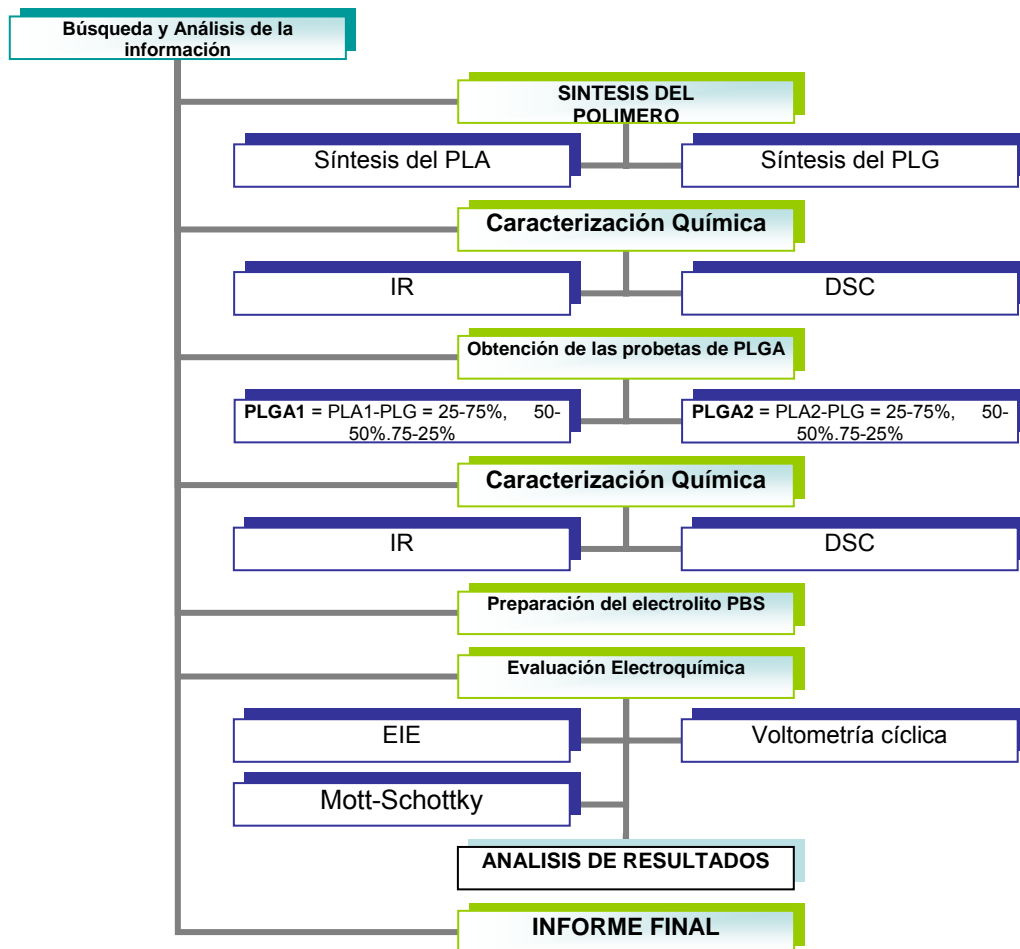 Búsqueda y Análisis de la
información
SINTESIS DEL
POLIMERO
Síntesis del PLA
Síntesis del PLG
Caracterización Química
IR
DSC
Obtención de las probetas de PLGA
PLGA1 = PLA1-PLG = 25-75%, 50-
50%.75-25%
PLGA2 = PLA2-PLG = 25-75%, 50-
50%.75-25%
Caracterización Química
IR
DSC
Preparación del electrolito PBS
Evaluación Electroquímica
EIE
Voltometría cíclica
Mott-Schottky
ANALISIS DE RESULTADOS
INFORME FINAL